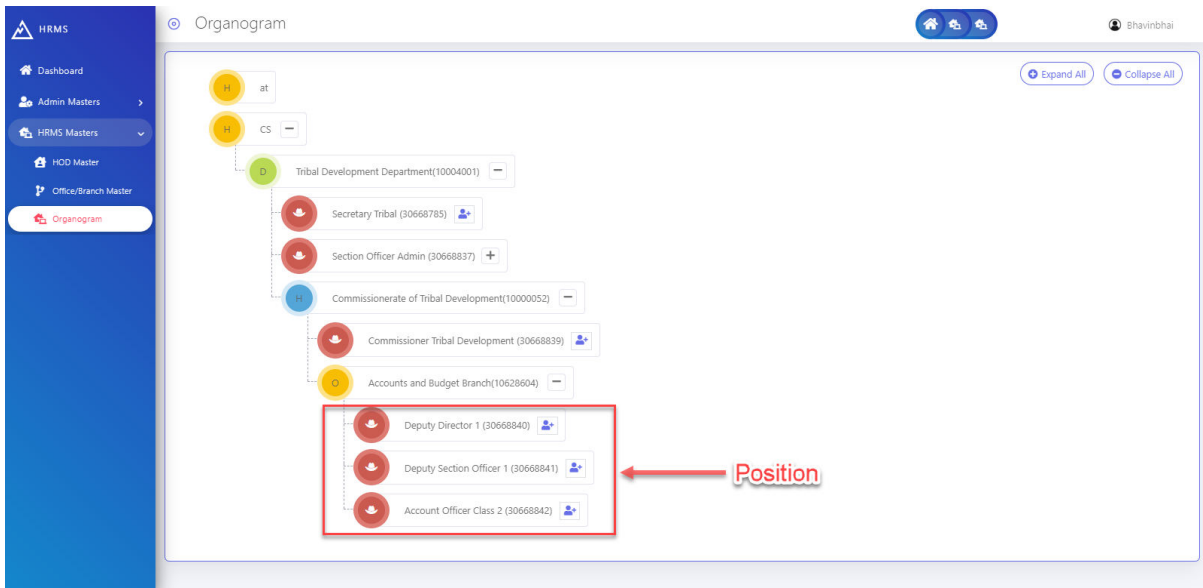 HRMS
Organogram
Bhavinbhai
Dashboard
Admin Masters
HRMS Masters
HOD Master
Office/Branch Master
Organogram
Expand All
Collapse All
H at
H CS
D Tribal Development Department(10004001)
Secretary Tribal (30668785)
Section Officer Admin (30668837)
H Commissionerate of Tribal Development(10000052)
Commissioner Tribal Development (30668839)
O Accounts and Budget Branch(10628604)
Deputy Director 1 (30668840)
Deputy Section Officer 1 (30668841)
Position
Account Officer Class 2 (30668842)